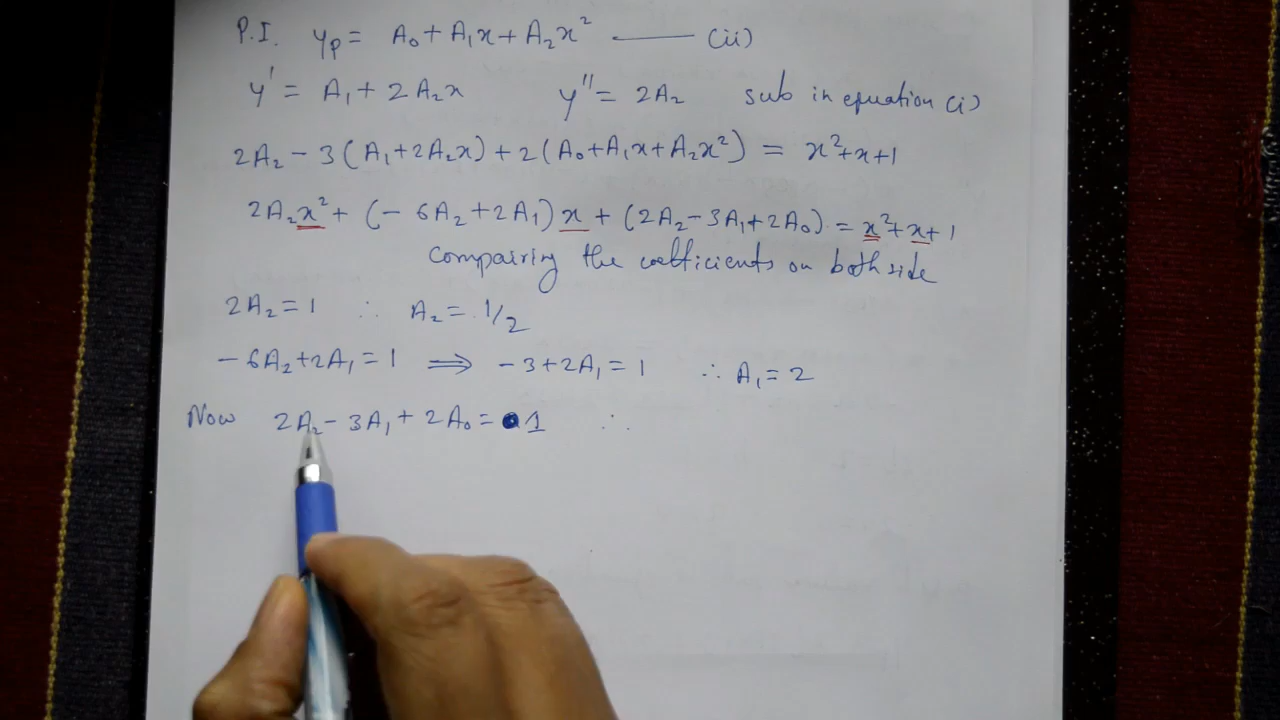 P.I. yₚ = A₀ + A₁x + A₂x² —— (ii)
y' = A₁ + 2A₂x y'' = 2A₂ sub in equation (i)
2A₂ - 3(A₁+2A₂x) + 2(A₀+A₁x+A₂x²) = x²+x+1
2A₂x² + (-6A₂+2A₁)x + (2A₂-3A₁+2A₀) = x²+x+1
Comparing the coefficients on both side
2A₂ = 1 ∴ A₂ = 1/2
-6A₂+2A₁ = 1 ⟹ -3+2A₁ = 1 ∴ A₁ = 2
Now 2A₂ - 3A₁ + 2A₀ = 1 ∴